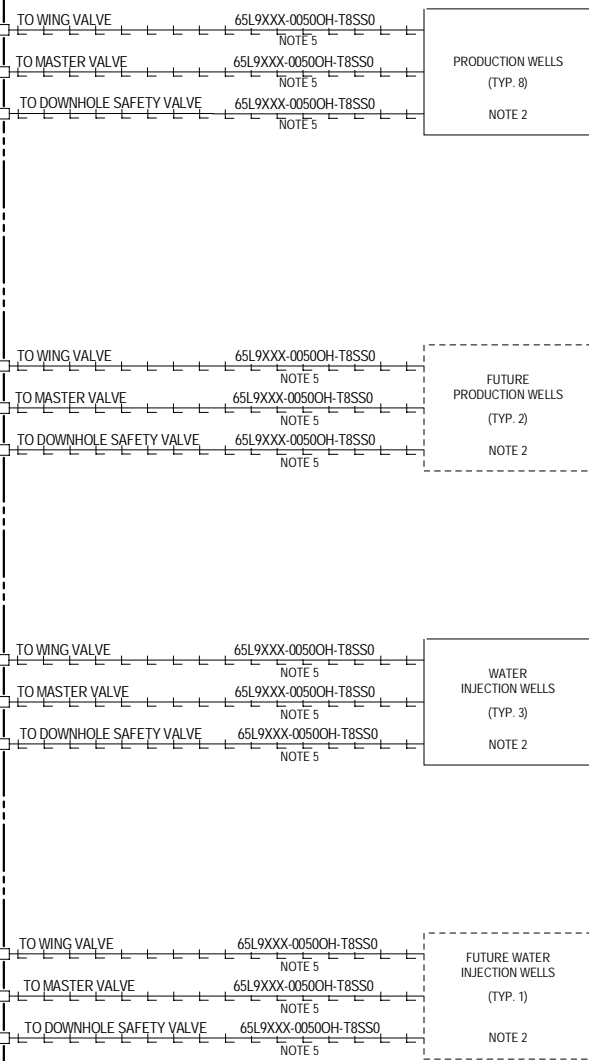 TO WING VALVE 65L9XXX-0050OH-T8SS0
NOTE 5
TO MASTER VALVE 65L9XXX-0050OH-T8SS0
NOTE 5
TO DOWNHOLE SAFETY VALVE 65L9XXX-0050OH-T8SS0
NOTE 5
PRODUCTION WELLS
(TYP. 8)
NOTE 2
TO WING VALVE 65L9XXX-0050OH-T8SS0
NOTE 5
TO MASTER VALVE 65L9XXX-0050OH-T8SS0
NOTE 5
TO DOWNHOLE SAFETY VALVE 65L9XXX-0050OH-T8SS0
NOTE 5
FUTURE
PRODUCTION WELLS
(TYP. 2)
NOTE 2
TO WING VALVE 65L9XXX-0050OH-T8SS0
NOTE 5
TO MASTER VALVE 65L9XXX-0050OH-T8SS0
NOTE 5
TO DOWNHOLE SAFETY VALVE 65L9XXX-0050OH-T8SS0
NOTE 5
WATER
INJECTION WELLS
(TYP. 3)
NOTE 2
TO WING VALVE 65L9XXX-0050OH-T8SS0
NOTE 5
TO MASTER VALVE 65L9XXX-0050OH-T8SS0
NOTE 5
TO DOWNHOLE SAFETY VALVE 65L9XXX-0050OH-T8SS0
NOTE 5
FUTURE WATER
INJECTION WELLS
(TYP. 1)
NOTE 2